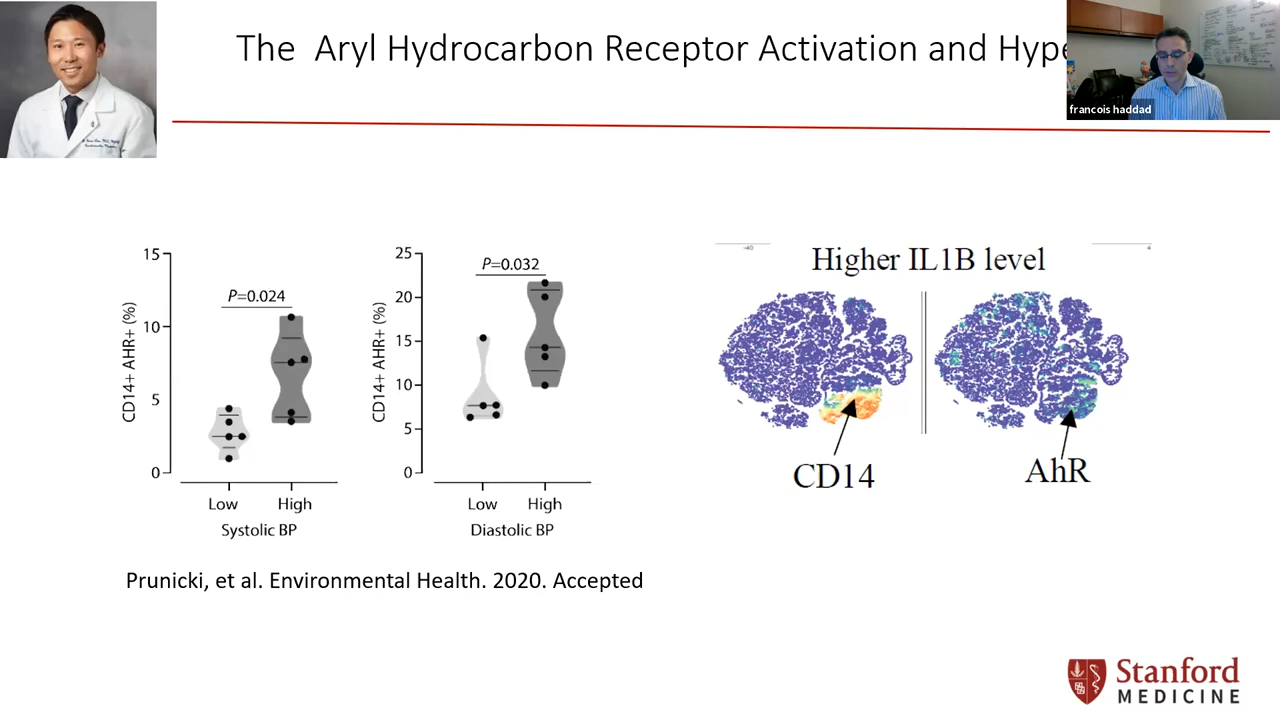 The Aryl Hydrocarbon Receptor Activation and Hype
francois haddad
15
10
5
0
CD14+ AHR+ (%)
P=0.024
Low High
Systolic BP
25
20
15
10
5
0
CD14+ AHR+ (%)
P=0.032
Low High
Diastolic BP
-40
4
Higher IL1B level
CD14
AhR
Prunicki, et al. Environmental Health. 2020. Accepted
Stanford
MEDICINE